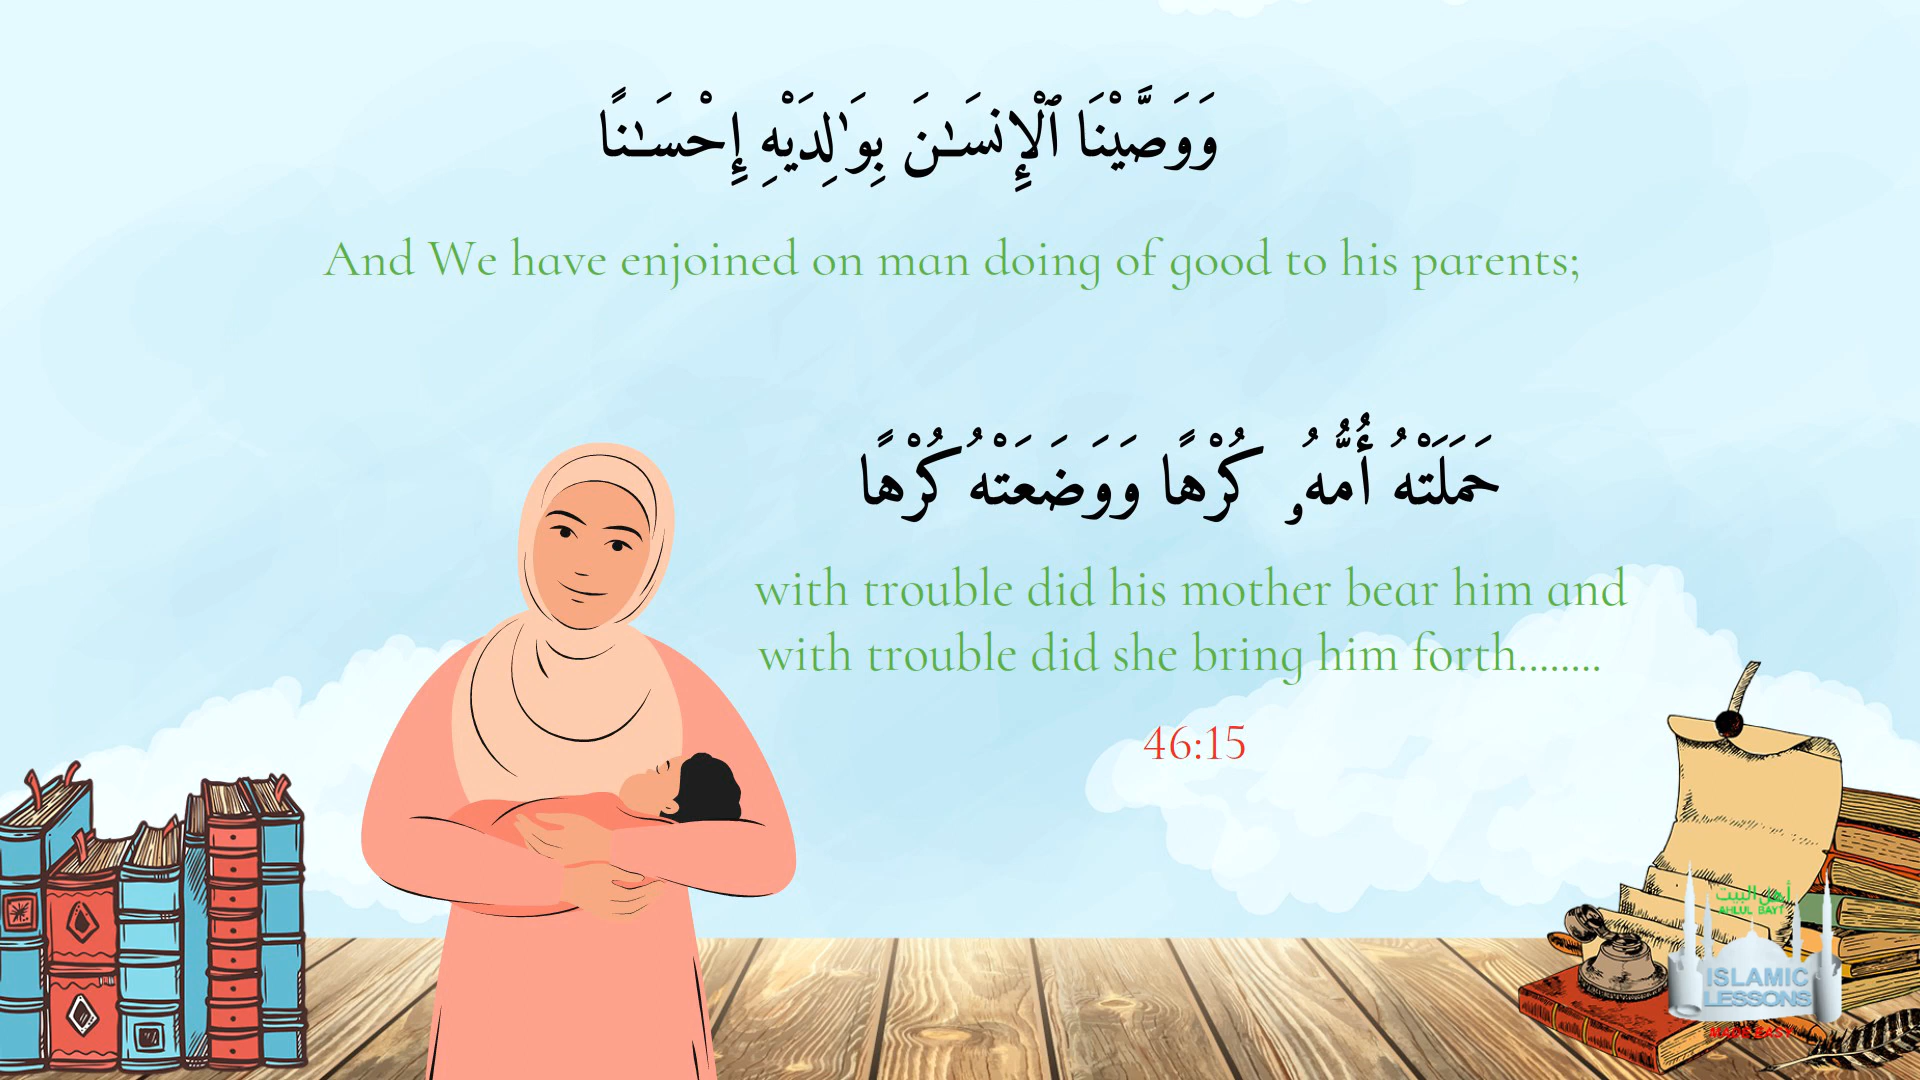 وَوَصَّيْنَا ٱلْإِنسَـٰنَ بِوَٰلِدَيْهِ إِحْسَـٰنًا
And We have enjoined on man doing of good to his parents;
حَمَلَتْهُ أُمُّهُۥ كُرْهًا وَوَضَعَتْهُ كُرْهًا
with trouble did his mother bear him and
with trouble did she bring him forth........
46:15
أهل البيت
AHLUL BAYT
ISLAMIC
LESSONS
MADE EASY